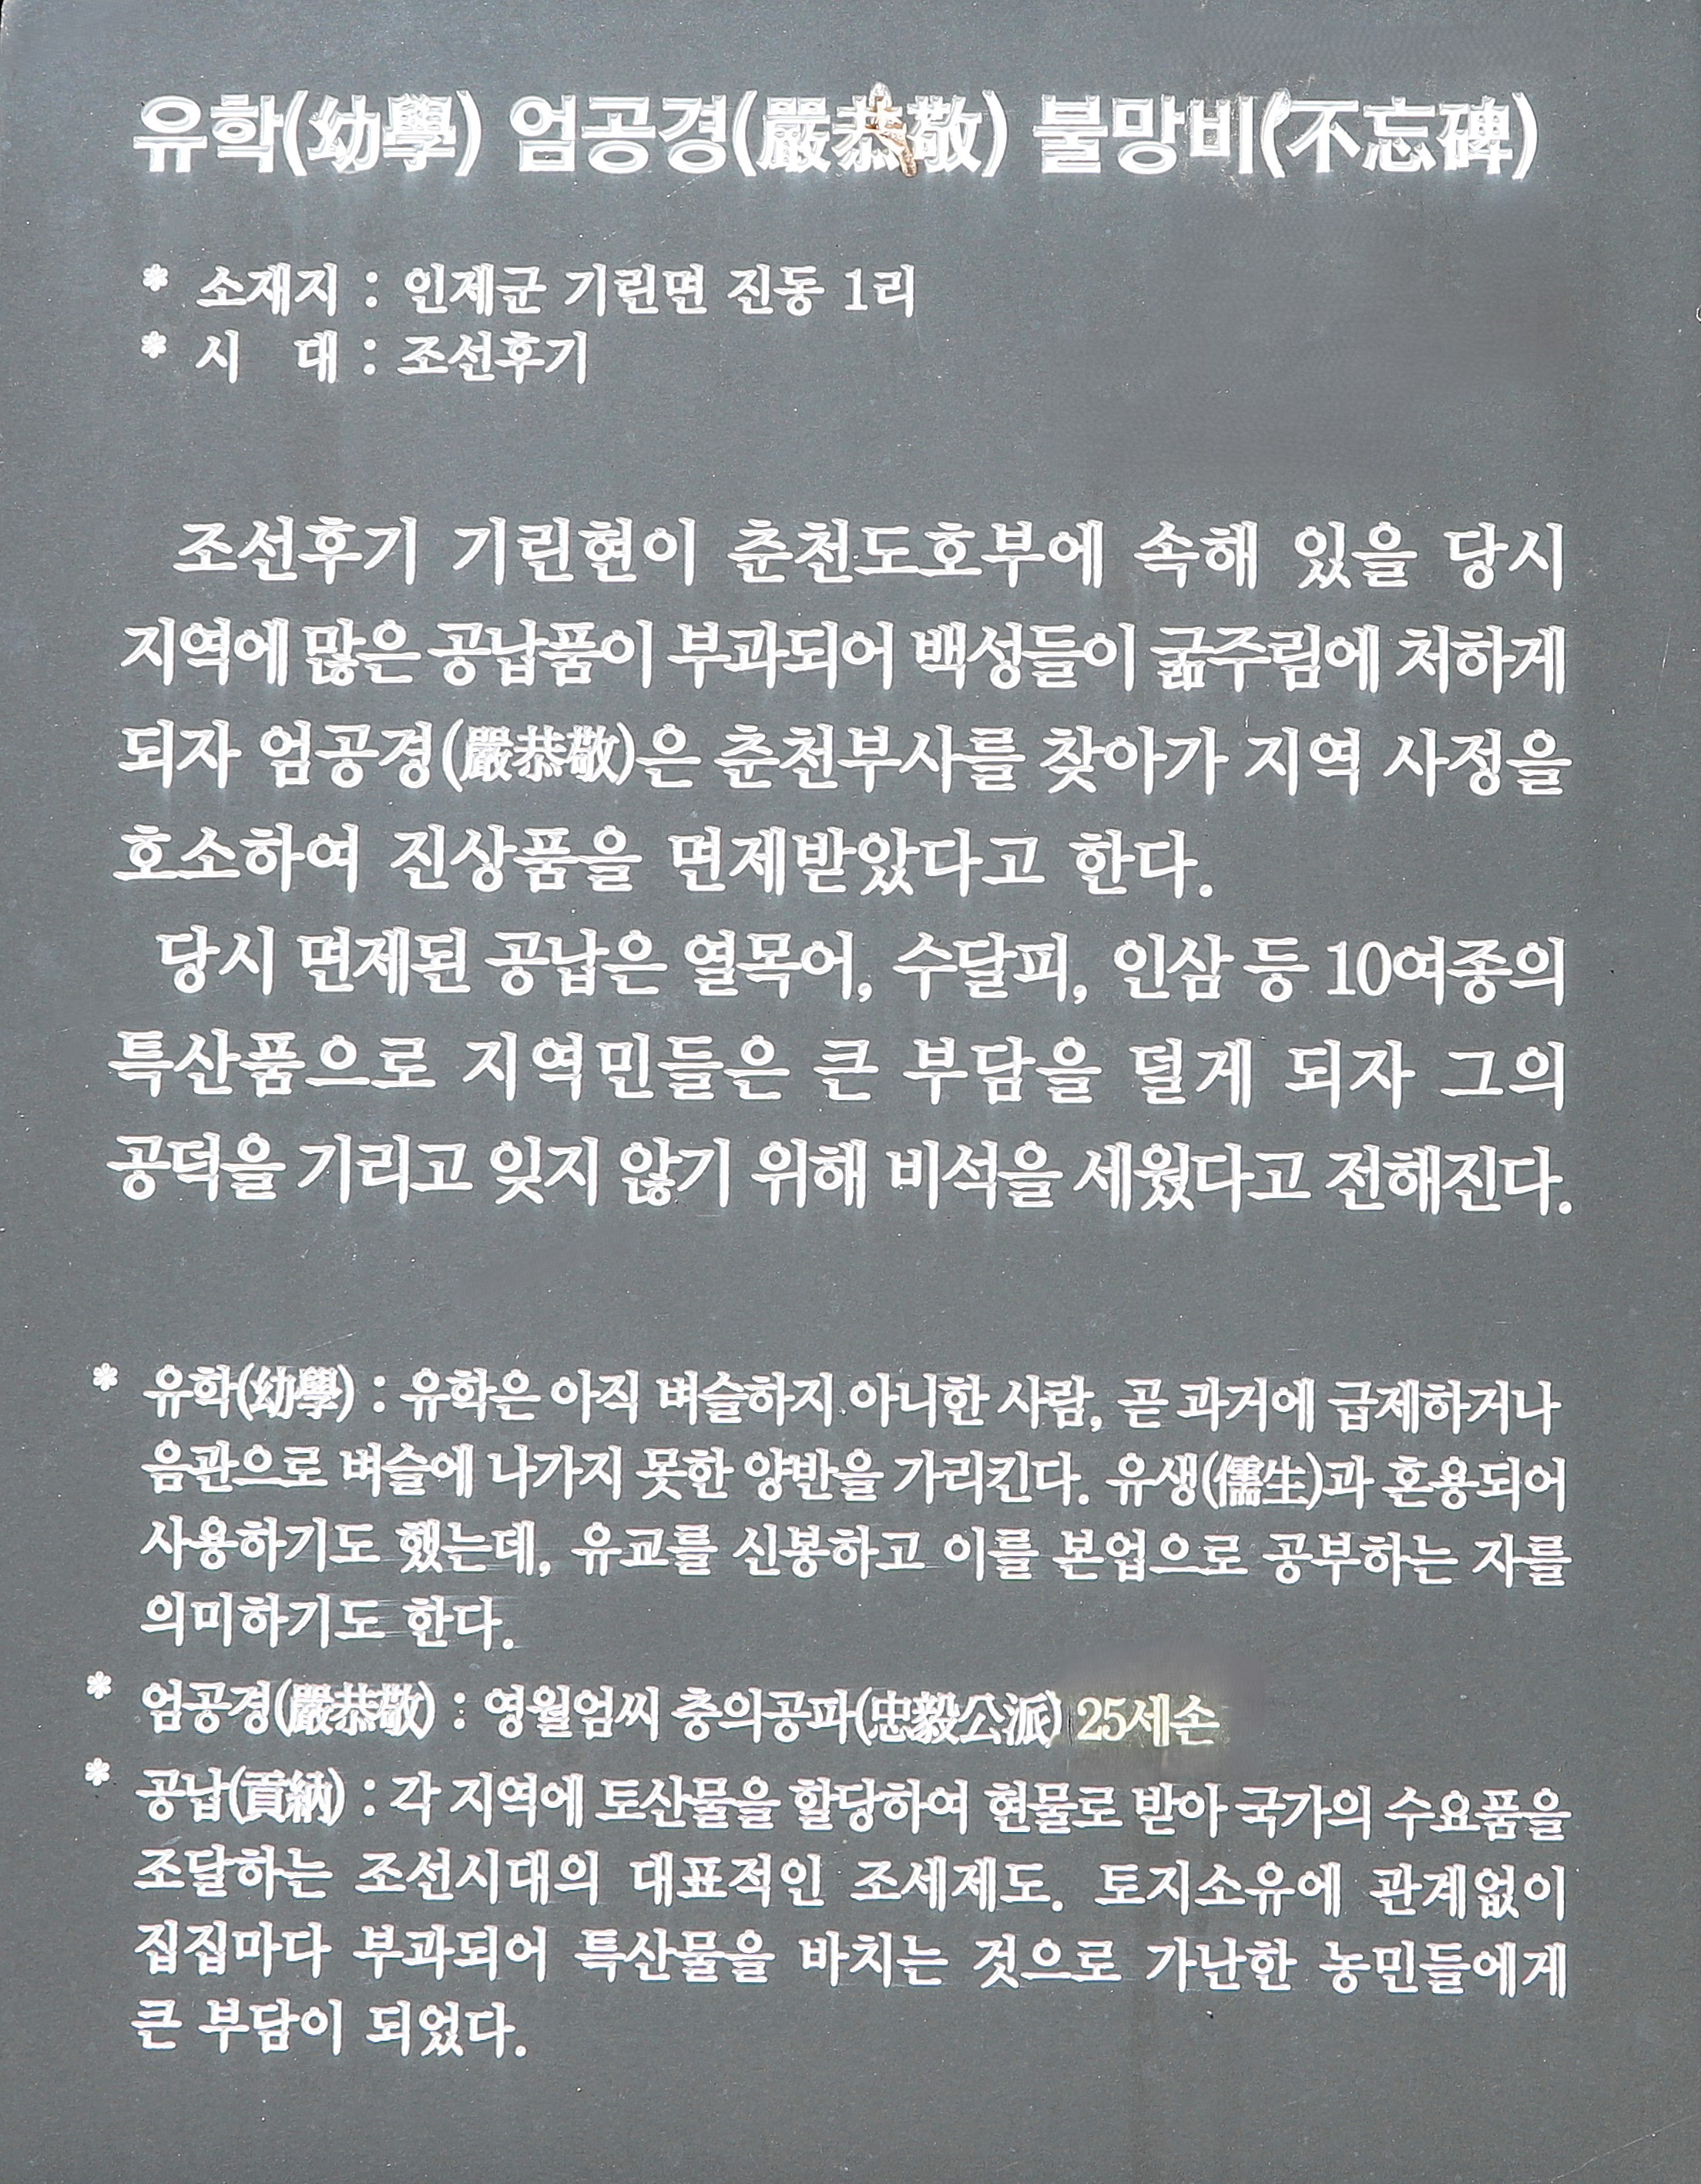 유학(幼學) 엄공경(嚴恭敬) 불망비(不忘碑)
* 소재지 : 인제군 기린면 진동 1리
* 시 대 : 조선후기
조선후기 기린현이 춘천도호부에 속해 있을 당시
지역에 많은 공납품이 부과되어 백성들이 굶주림에 처하게
되자 엄공경(嚴恭敬)은 춘천부사를 찾아가 지역 사정을
호소하여 진상품을 면제받았다고 한다.
당시 면제된 공납은 열목어, 수달피, 인삼 등 10여종의
특산품으로 지역민들은 큰 부담을 덜게 되자 그의
공덕을 기리고 잊지 않기 위해 비석을 세웠다고 전해진다.
* 유학(幼學) : 유학은 아직 벼슬하지 아니한 사람, 곧 과거에 급제하거나
음관으로 벼슬에 나가지 못한 양반을 가리킨다. 유생(儒生)과 혼용되어
사용하기도 했는데, 유교를 신봉하고 이를 본업으로 공부하는 자를
의미하기도 한다.
* 엄공경(嚴恭敬) : 영월엄씨 충의공파(忠毅公派) 25세손
* 공납(貢納) : 각 지역에 토산물을 할당하여 현물로 받아 국가의 수요품을
조달하는 조선시대의 대표적인 조세제도. 토지소유에 관계없이
집집마다 부과되어 특산물을 바치는 것으로 가난한 농민들에게
큰 부담이 되었다.